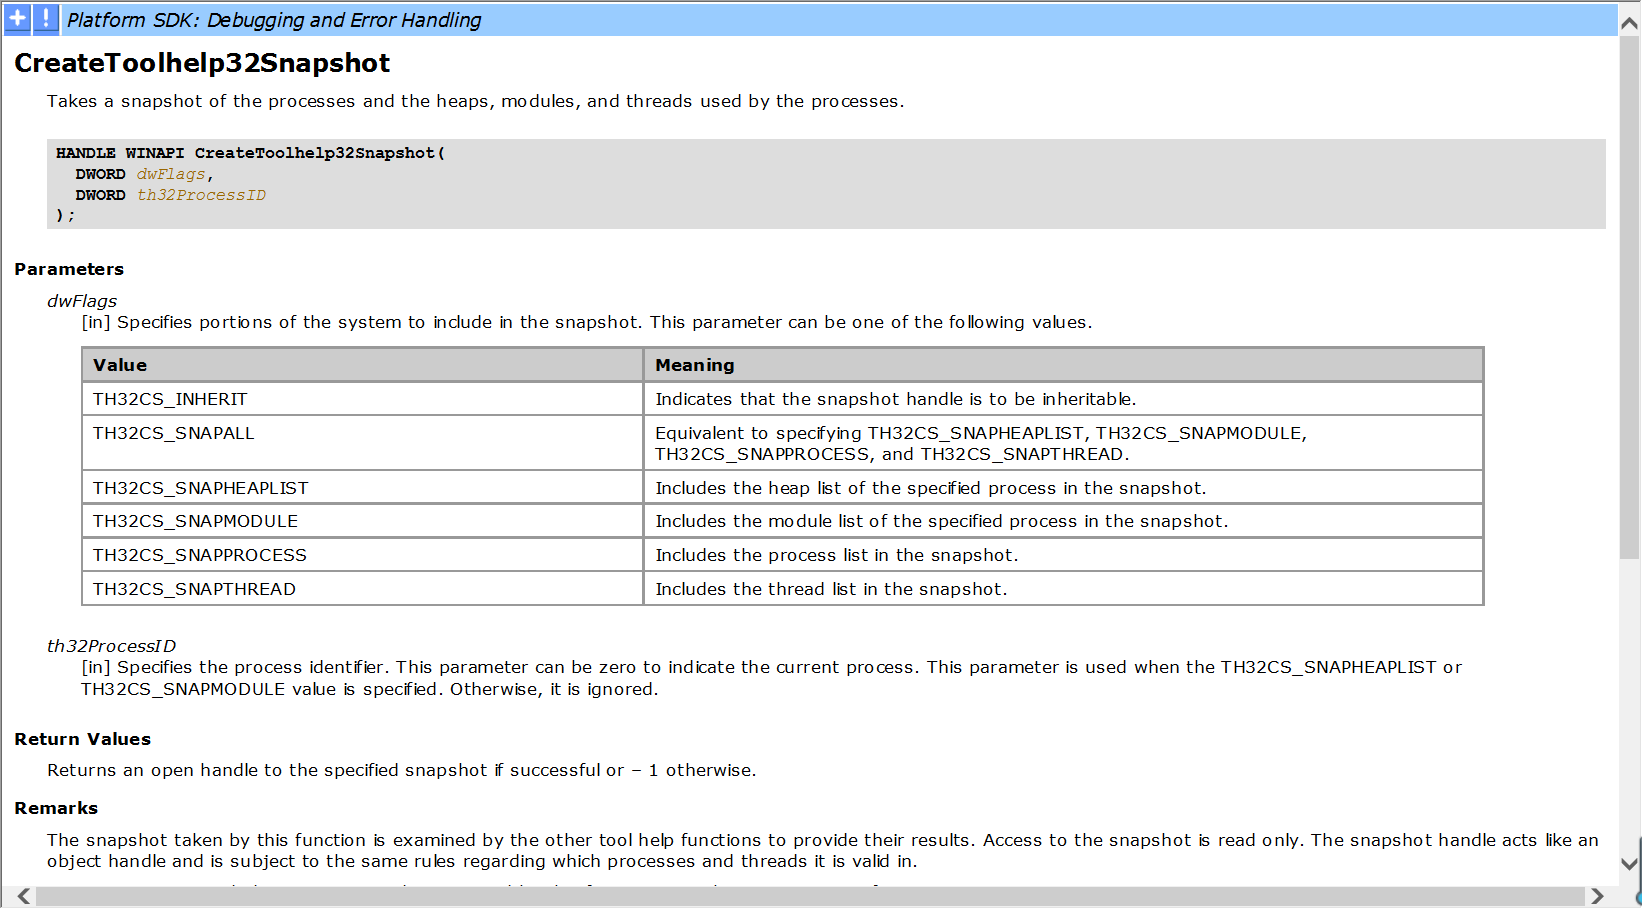 + ! Platform SDK: Debugging and Error Handling
CreateToolhelp32Snapshot
Takes a snapshot of the processes and the heaps, modules, and threads used by the processes.
HANDLE WINAPI CreateToolhelp32Snapshot(
DWORD dwFlags,
DWORD th32ProcessID
);
Parameters
dwFlags
[in] Specifies portions of the system to include in the snapshot. This parameter can be one of the following values.
Value Meaning
TH32CS_INHERIT Indicates that the snapshot handle is to be inheritable.
TH32CS_SNAPALL Equivalent to specifying TH32CS_SNAPHEAPLIST, TH32CS_SNAPMODULE,
TH32CS_SNAPPROCESS, and TH32CS_SNAPTHREAD.
TH32CS_SNAPHEAPLIST Includes the heap list of the specified process in the snapshot.
TH32CS_SNAPMODULE Includes the module list of the specified process in the snapshot.
TH32CS_SNAPPROCESS Includes the process list in the snapshot.
TH32CS_SNAPTHREAD Includes the thread list in the snapshot.
th32ProcessID
[in] Specifies the process identifier. This parameter can be zero to indicate the current process. This parameter is used when the TH32CS_SNAPHEAPLIST or
TH32CS_SNAPMODULE value is specified. Otherwise, it is ignored.
Return Values
Returns an open handle to the specified snapshot if successful or – 1 otherwise.
Remarks
The snapshot taken by this function is examined by the other tool help functions to provide their results. Access to the snapshot is read only. The snapshot handle acts like an
object handle and is subject to the same rules regarding which processes and threads it is valid in.